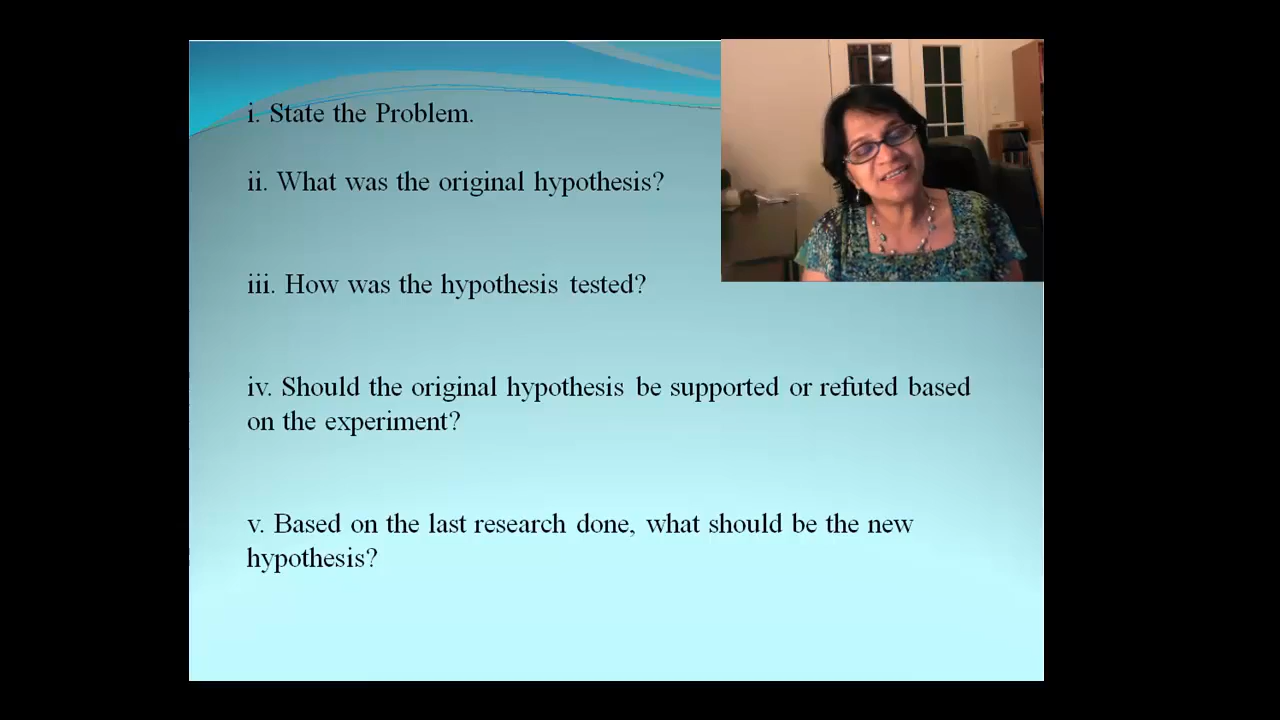 i. State the Problem.
ii. What was the original hypothesis?
iii. How was the hypothesis tested?
iv. Should the original hypothesis be supported or refuted based
on the experiment?
v. Based on the last research done, what should be the new
hypothesis?